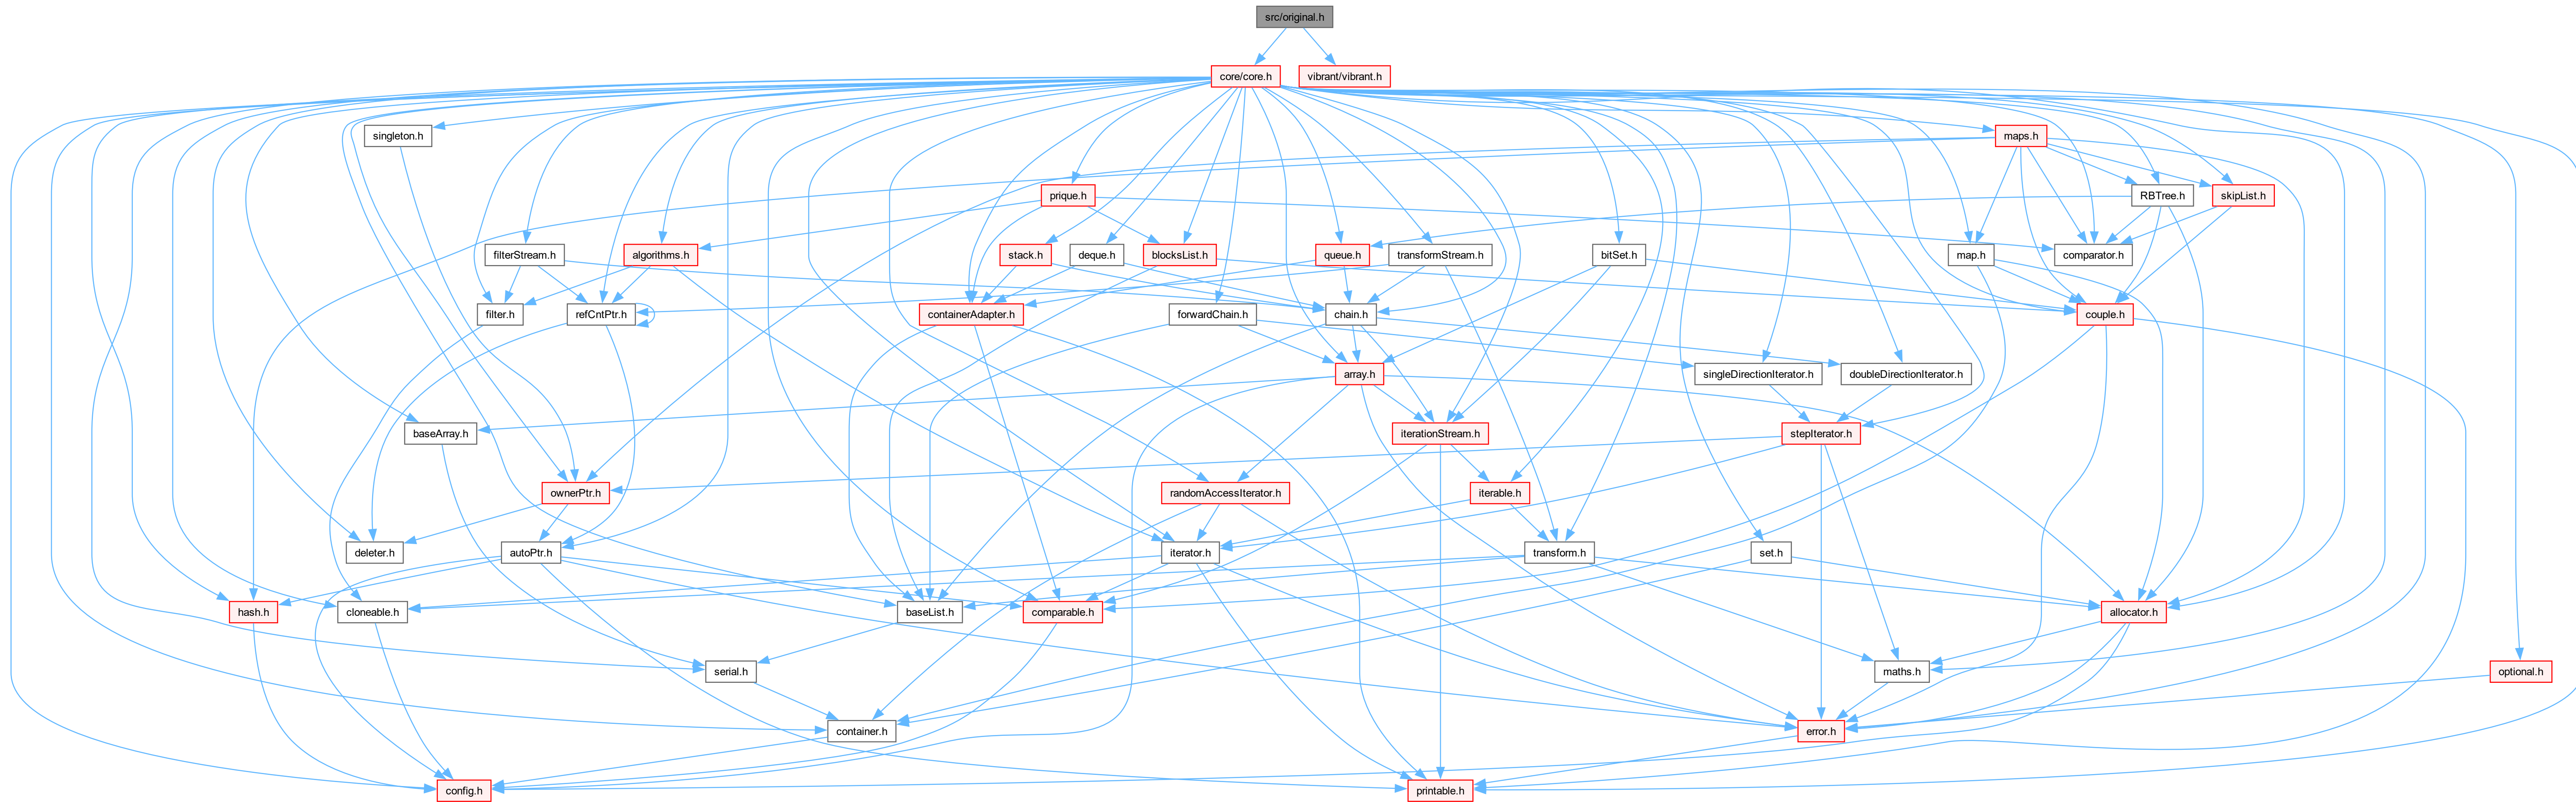 src/original.h
core/core.h
vibrant/vibrant.h
singleton.h
maps.h
prique.h
RBTree.h
skipList.h
filterStream.h
algorithms.h
stack.h
deque.h
blocksList.h
queue.h
transformStream.h
bitSet.h
map.h
comparator.h
filter.h
refCntPtr.h
containerAdapter.h
forwardChain.h
chain.h
couple.h
array.h
singleDirectionIterator.h
doubleDirectionIterator.h
baseArray.h
iterationStream.h
stepIterator.h
ownerPtr.h
randomAccessIterator.h
iterable.h
deleter.h
autoPtr.h
iterator.h
transform.h
set.h
hash.h
cloneable.h
baseList.h
comparable.h
allocator.h
serial.h
maths.h
optional.h
container.h
error.h
config.h
printable.h